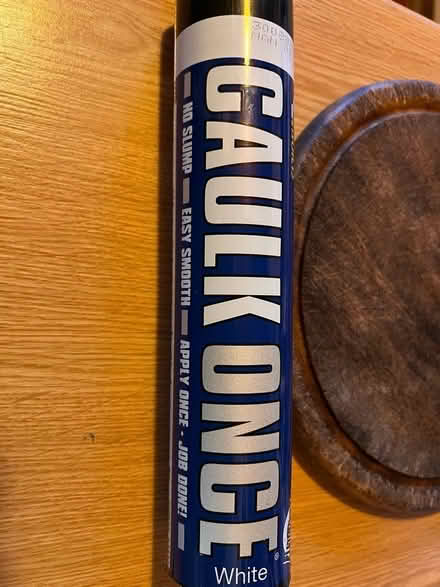 CAULK ONCE
NO SLUMP EASY SMOOTH APPLY ONCE - JOB DONE!
White